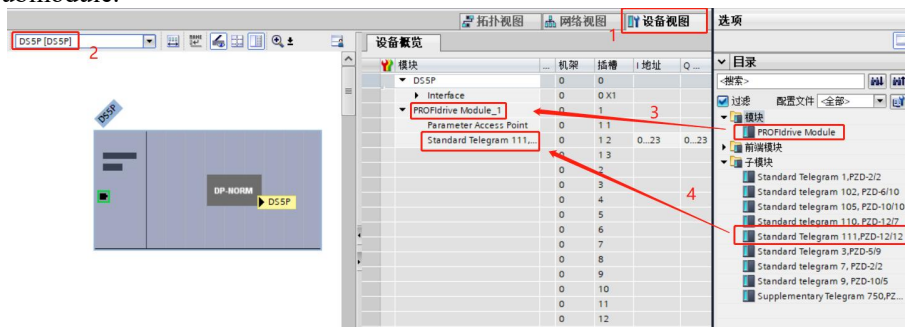 ubmodule.
拓扑视图 网络视图 设备视图 选项
1
DS5P [DS5P]
2
设备概览
模块 ... 机架 插槽 I 地址 Q ...
DS5P 0 0
Interface 0 0 X1
PROFIdrive Module_1 0 1
Parameter Access Point 0 1 1
Standard Telegram 111,... 0 1 2 0...23 0...23
0 1 3
0 2
0 3
0 4
0 5
0 6
0 7
0 8
0 9
0 10
0 11
0 12
3
4
DS5P
DP-NORM
DS5P
目录
<搜索>
过滤 配置文件 <全部>
模块
PROFIdrive Module
前端模块
子模块
Standard Telegram 1,PZD-2/2
Standard telegram 102, PZD-6/10
Standard telegram 105, PZD-10/10
Standard telegram 110, PZD-12/7
Standard Telegram 111,PZD-12/12
Standard Telegram 3,PZD-5/9
Standard telegram 7, PZD-2/2
Standard telegram 9, PZD-10/5
Supplementary Telegram 750,PZ...